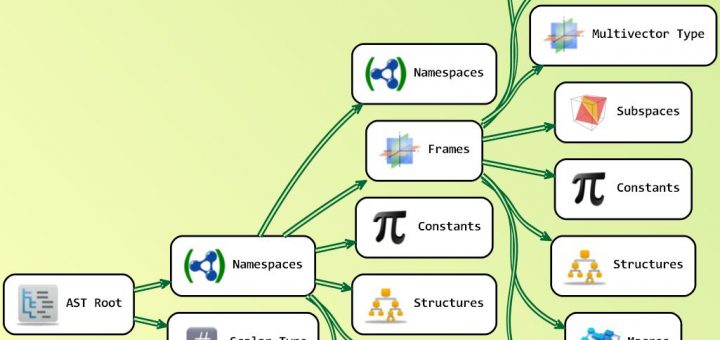 Multivector Type
Namespaces
Subspaces
Frames
Constants
Constants
Namespaces
Structures
AST Root
Structures
Scalar Type
Macros